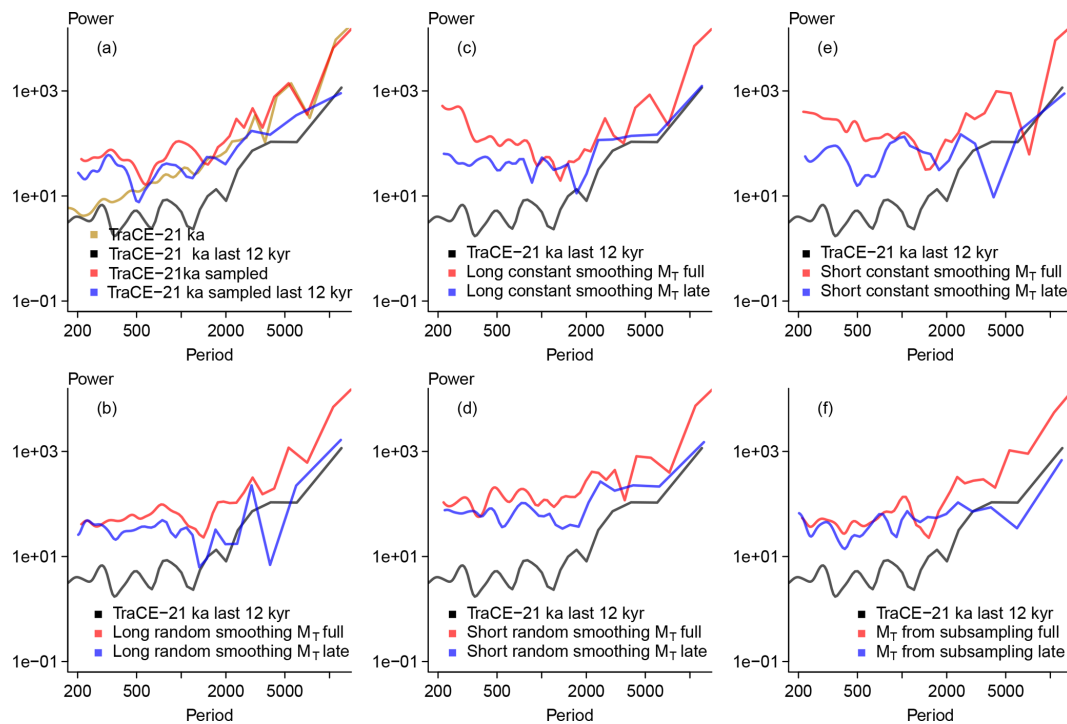 Power
(a)
1e+03
1e+01
1e−01
TraCE−21 ka
TraCE−21 ka last 12 kyr
TraCE−21ka sampled
TraCE−21 ka sampled last 12 kyr
200 500 2000 5000
Period
Power
(c)
1e+03
1e+01
1e−01
TraCE−21 ka last 12 kyr
Long constant smoothing M_T full
Long constant smoothing M_T late
200 500 2000 5000
Period
Power
(e)
1e+03
1e+01
1e−01
TraCE−21 ka last 12 kyr
Short constant smoothing M_T full
Short constant smoothing M_T late
200 500 2000 5000
Period
Power
(b)
1e+03
1e+01
1e−01
TraCE−21 ka last 12 kyr
Long random smoothing M_T full
Long random smoothing M_T late
200 500 2000 5000
Period
Power
(d)
1e+03
1e+01
1e−01
TraCE−21 ka last 12 kyr
Short random smoothing M_T full
Short random smoothing M_T late
200 500 2000 5000
Period
Power
(f)
1e+03
1e+01
1e−01
TraCE−21 ka last 12 kyr
M_T from subsampling full
M_T from subsampling late
200 500 2000 5000
Period